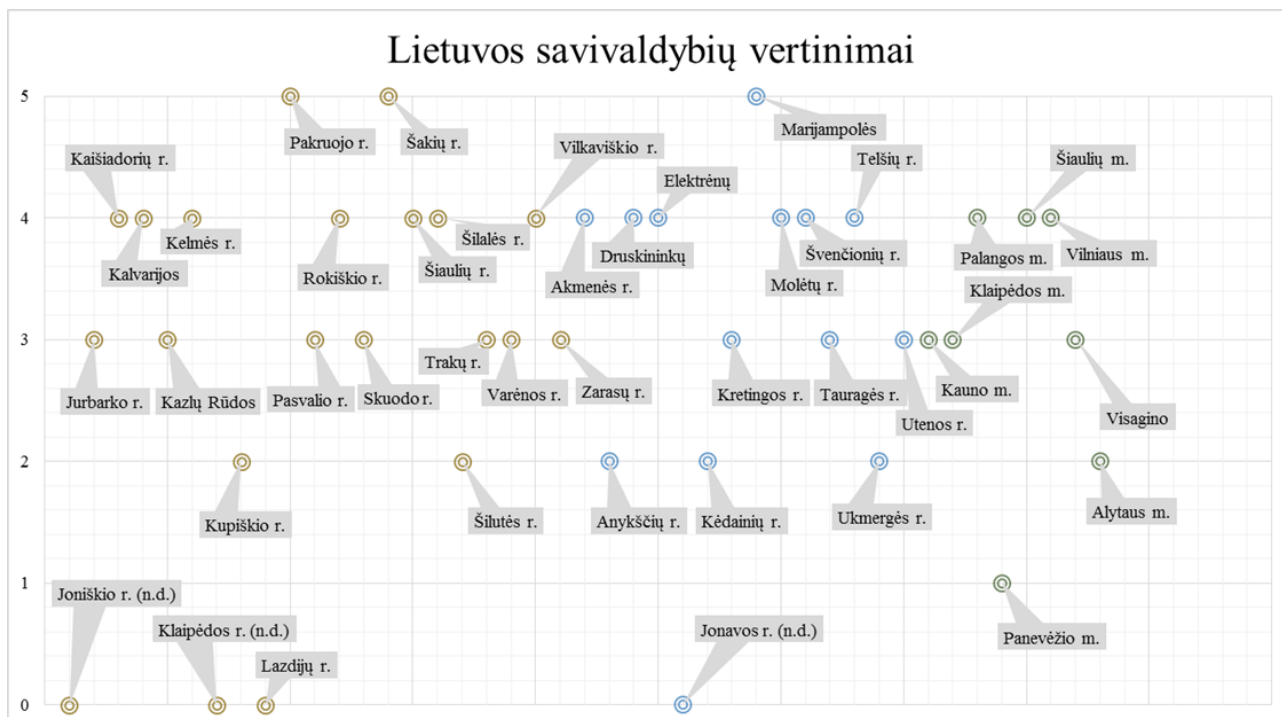 Lietuvos savivaldybių vertinimai
5
Pakruojo r.
Šakių r.
Marijampolės
Kaišiadorių r.
Vilkaviškio r.
Elektrėnų
Telšių r.
Šiaulių m.
4
Kalvarijos
Kelmės r.
Rokiškio r.
Šiaulių r.
Šilalės r.
Akmenės r.
Druskininkų
Molėtų r.
Švenčionių r.
Palangos m.
Vilniaus m.
Klaipėdos m.
3
Jurbarko r.
Kazlų Rūdos
Pasvalio r.
Skuodo r.
Trakų r.
Varėnos r.
Zarasų r.
Kretingos r.
Tauragės r.
Utenos r.
Kauno m.
Visagino
2
Kupiškio r.
Šilutės r.
Anykščių r.
Kėdainių r.
Ukmergės r.
Alytaus m.
1
Joniškio r. (n.d.)
Klaipėdos r. (n.d.)
Lazdijų r.
Jonavos r. (n.d.)
Panevėžio m.
0